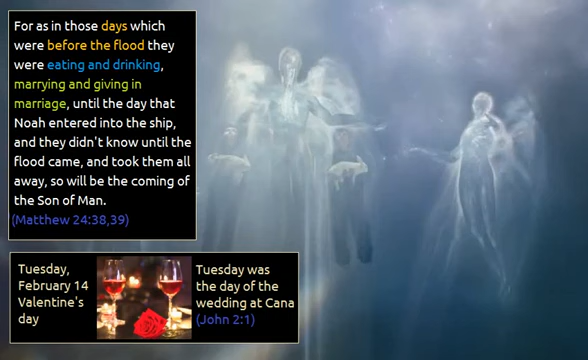 For as in those days which
were before the flood they
were eating and drinking,
marrying and giving in
marriage, until the day that
Noah entered into the ship,
and they didn't know until the
flood came, and took them all
away, so will be the coming of
the Son of Man.
(Matthew 24:38,39)
Tuesday,
February 14
Valentine's
day
Tuesday was
the day of the
wedding at Cana
(John 2:1)